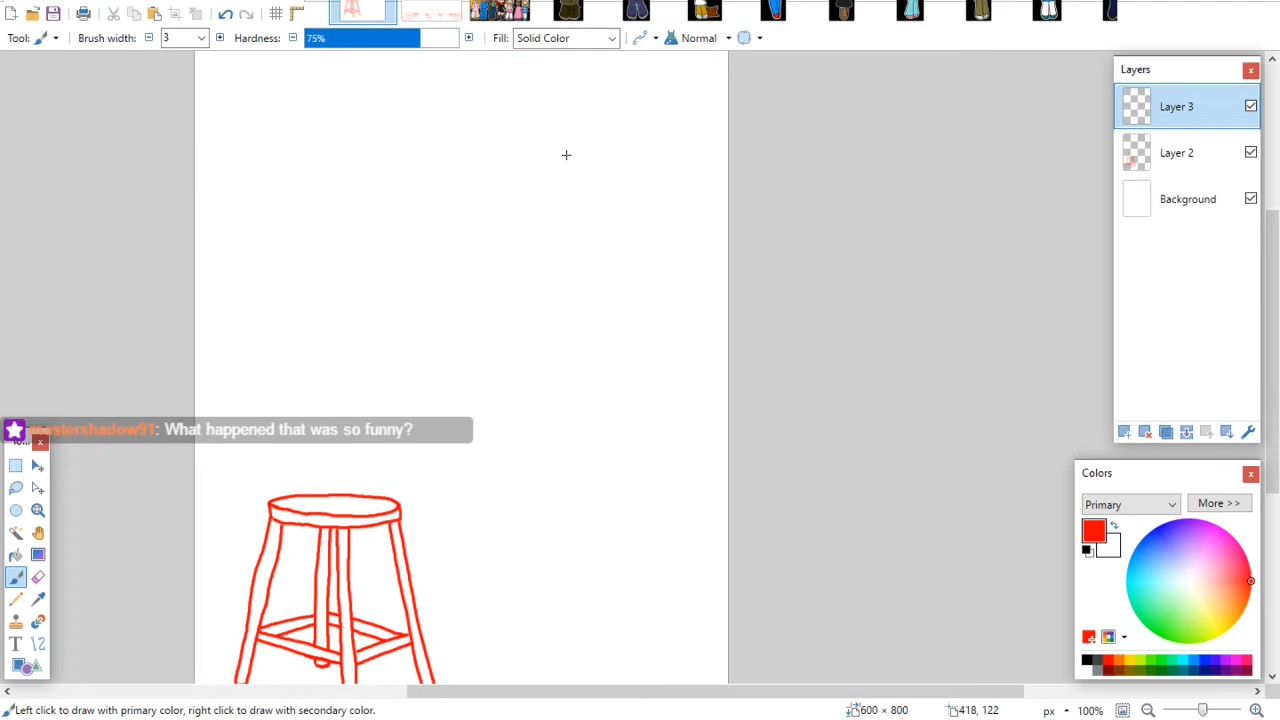 Tool:
Brush width:
3
Hardness:
75%
Fill:
Solid Color
Normal
Layers
Layer 3
Layer 2
Background
mastershadow91: What happened that was so funny?
To...
Colors
Primary
More >>
Left click to draw with primary color, right click to draw with secondary color.
600 × 800
418, 122
px
100%